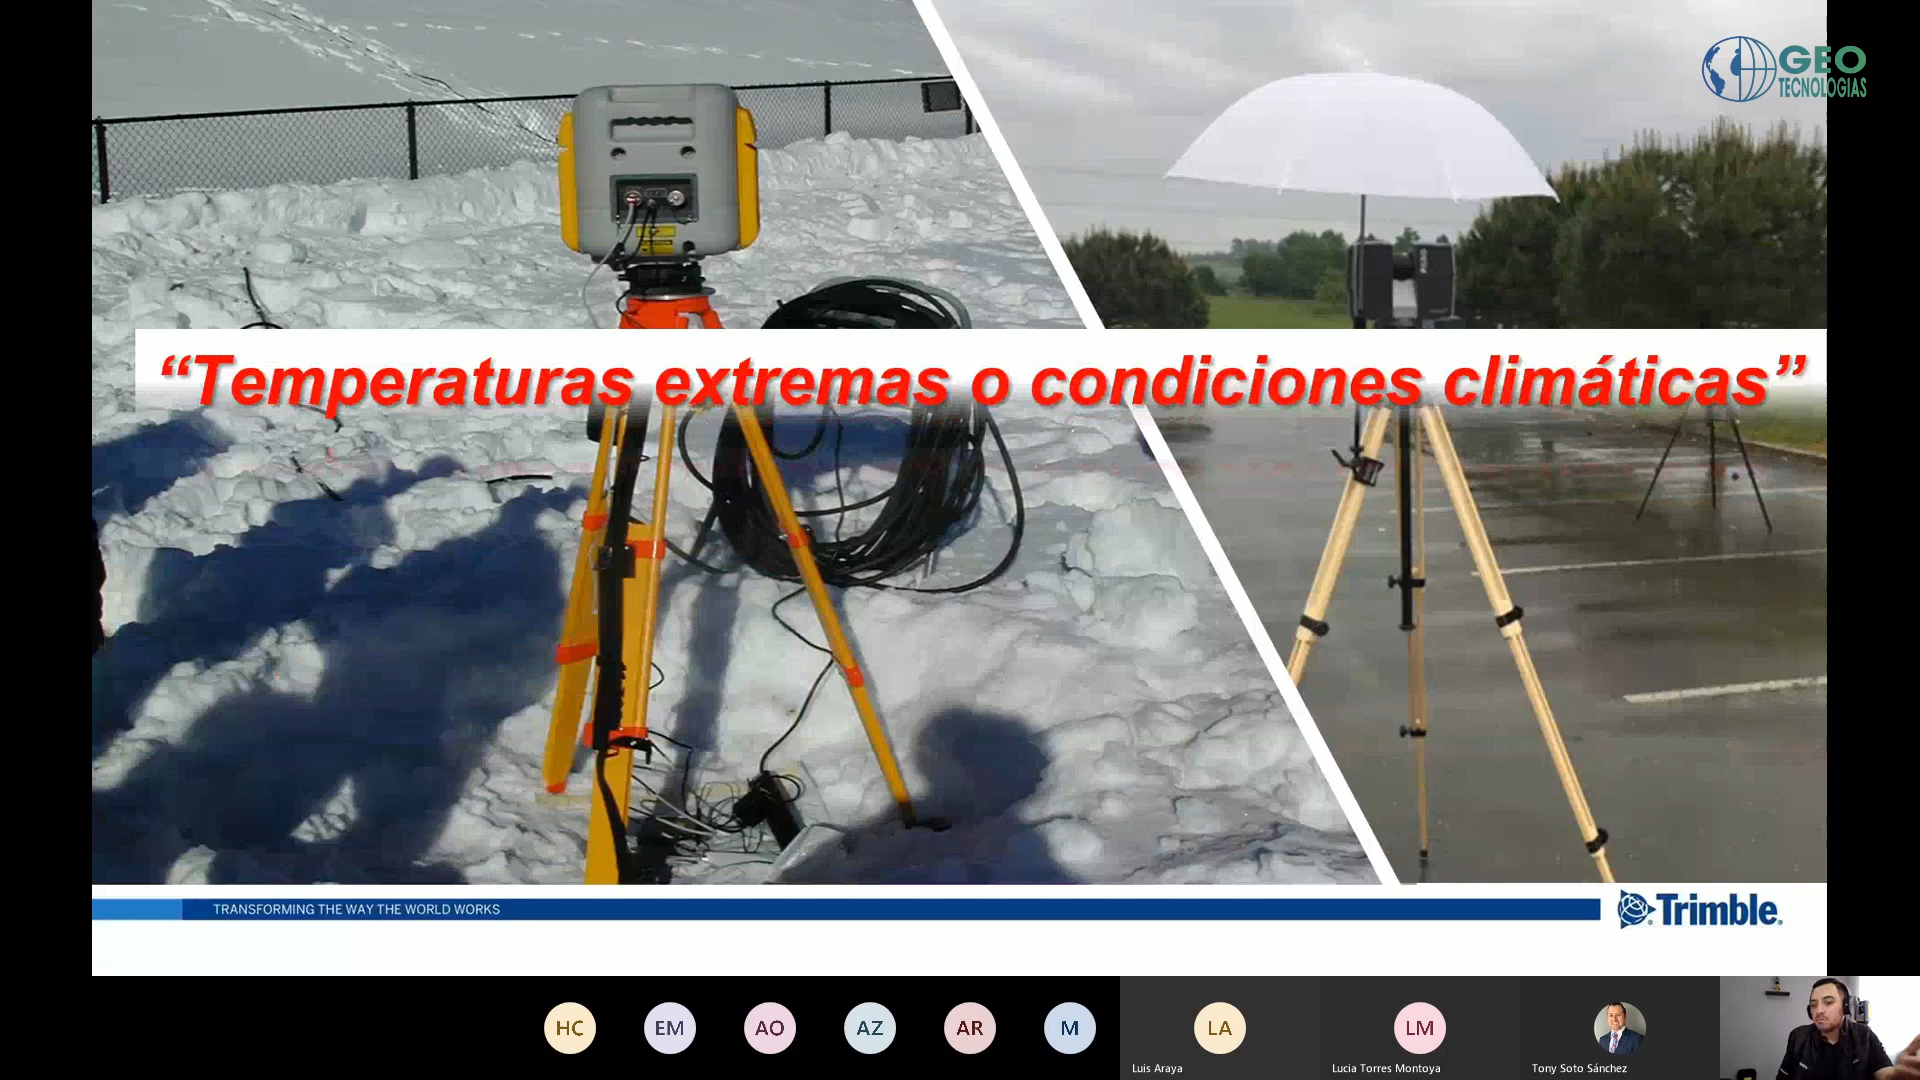 GEO
TECNOLOGIAS
“Temperaturas extremas o condiciones climáticas”
TRANSFORMING THE WAY THE WORLD WORKS
Trimble
HC
EM
AO
AZ
AR
M
LA
LM
Luis Araya
Lucia Torres Montoya
Tony Soto Sánchez